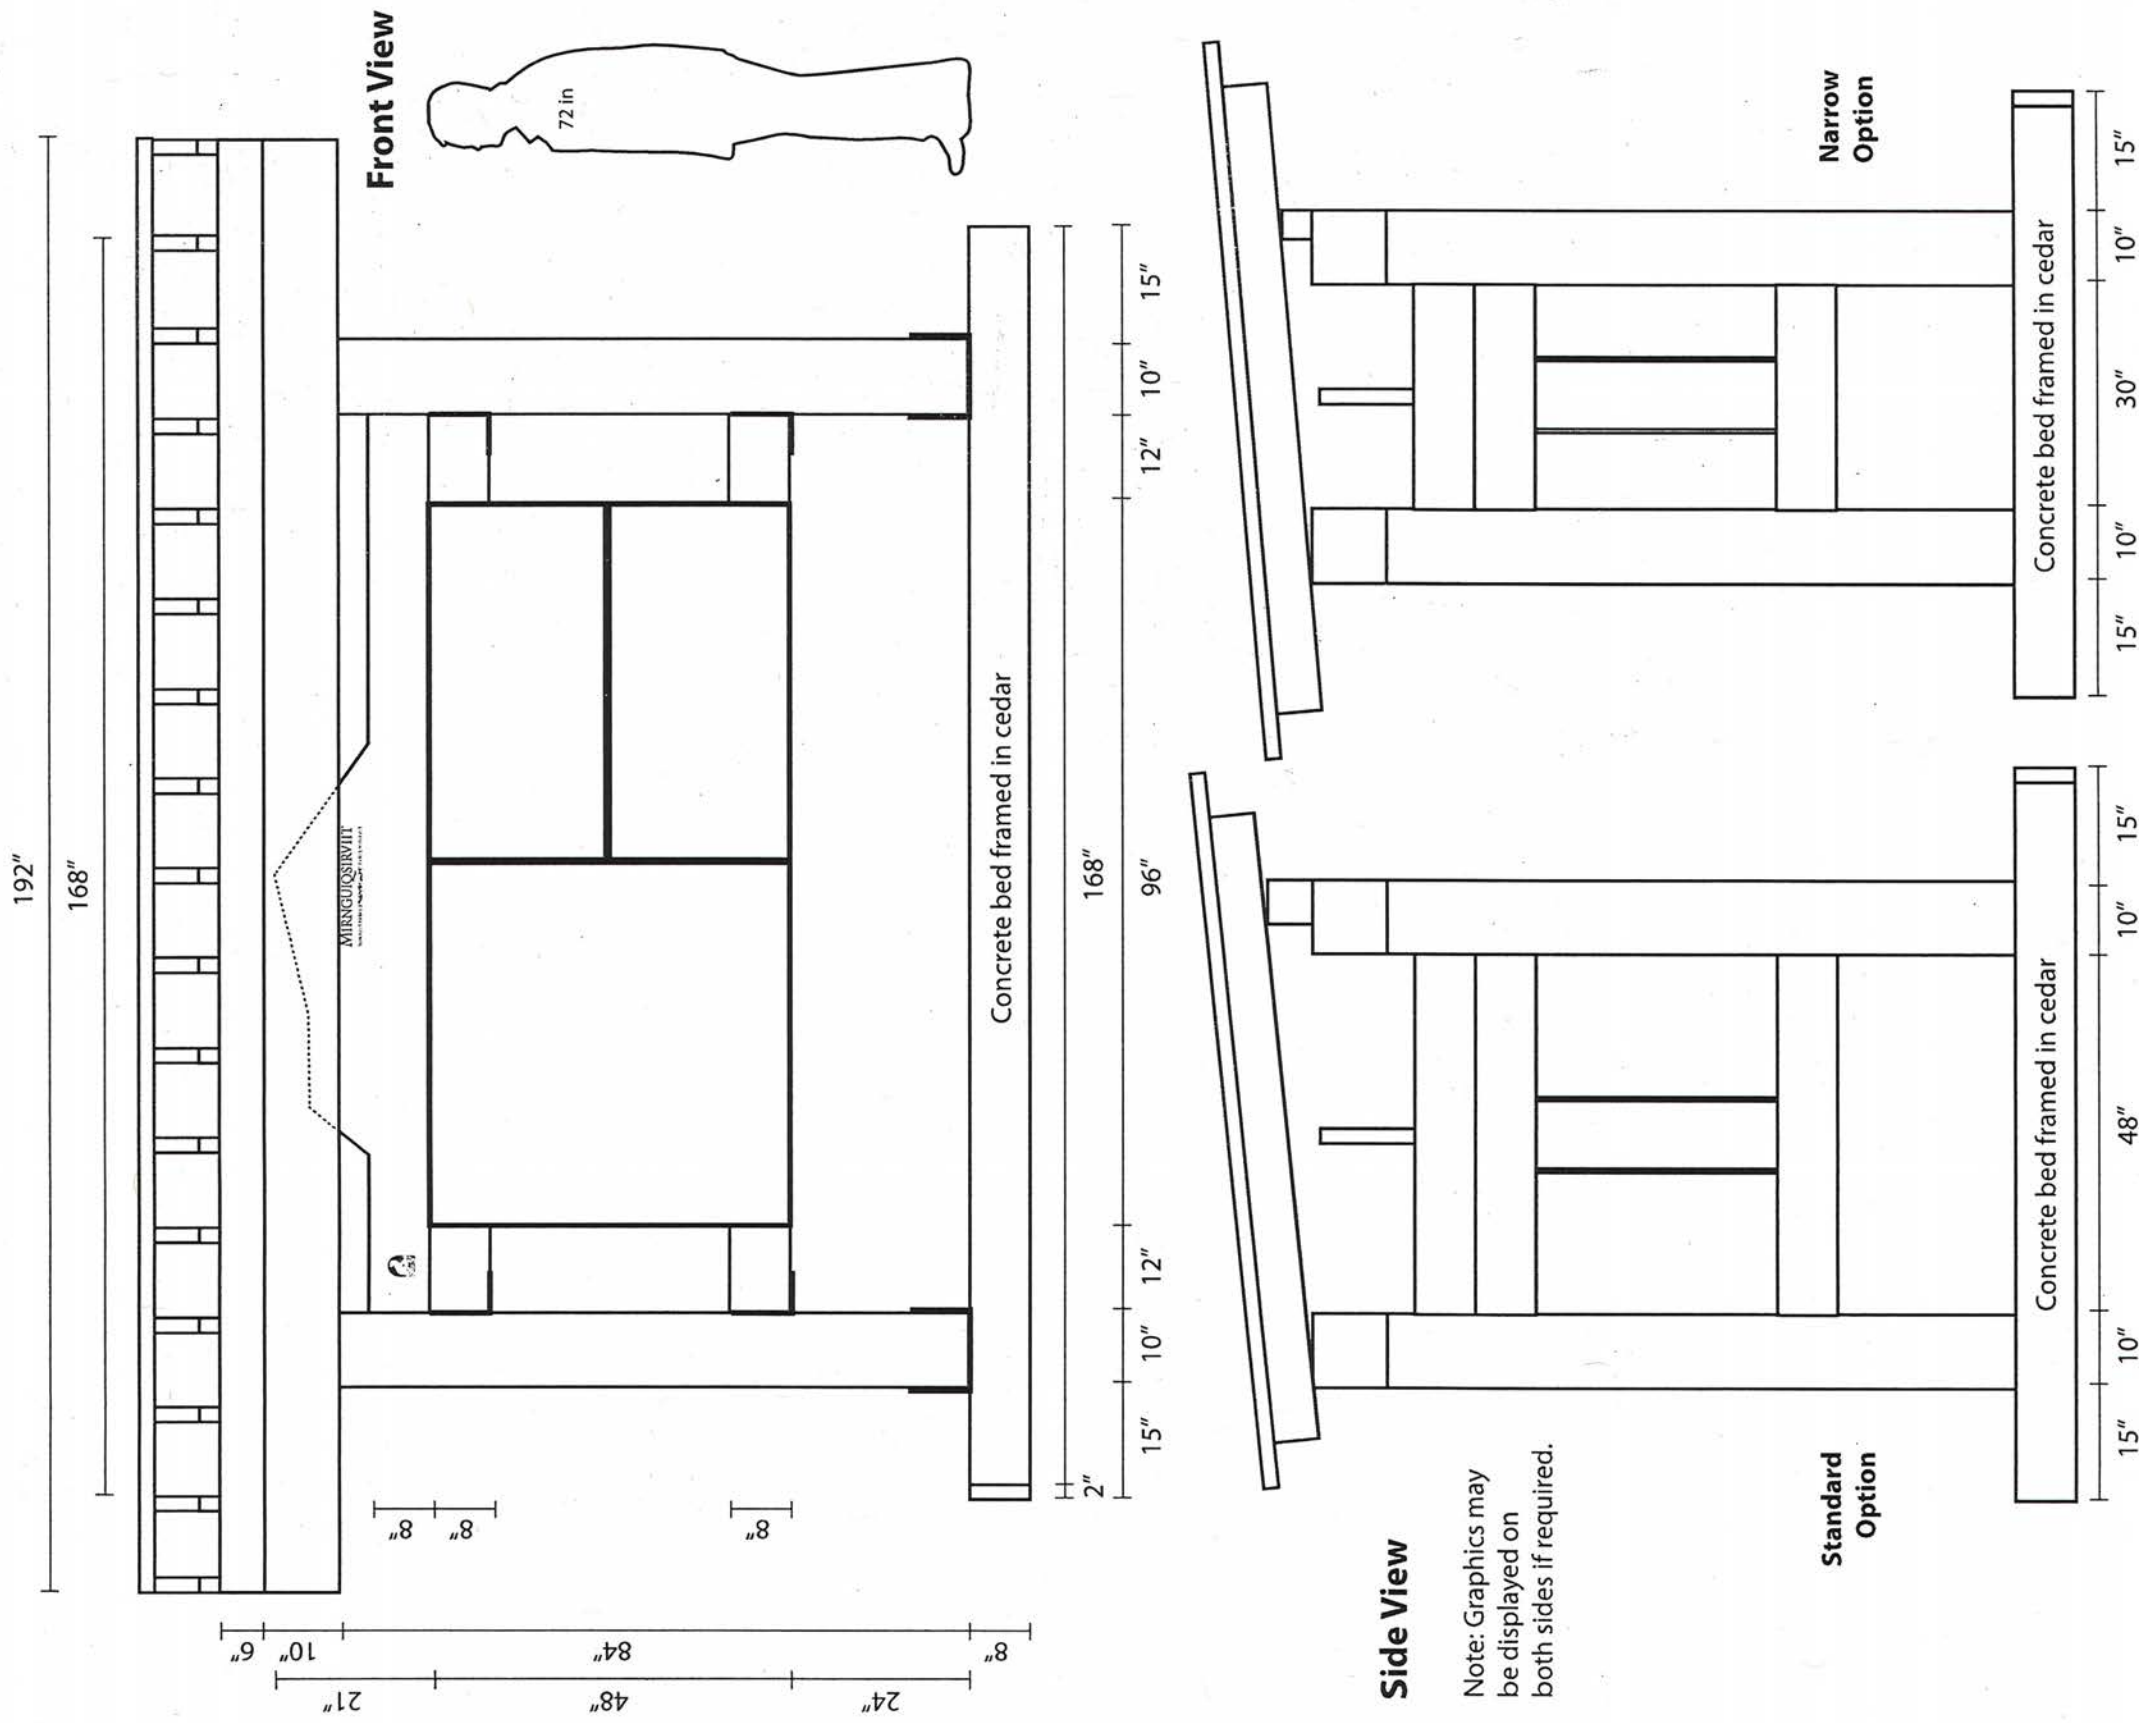 192"
168"
Front View
72 in
MIRNGUIQSIRVIIT
6"
10"
84"
8"
21"
48"
24"
8"
8"
8"
Concrete bed framed in cedar
2"
168"
15"
10"
12"
96"
12"
10"
15"
Side View
Note: Graphics may
be displayed on
both sides if required.
Standard
Option
Concrete bed framed in cedar
15"
10"
48"
10"
15"
Narrow
Option
Concrete bed framed in cedar
15"
10"
30"
10"
15"